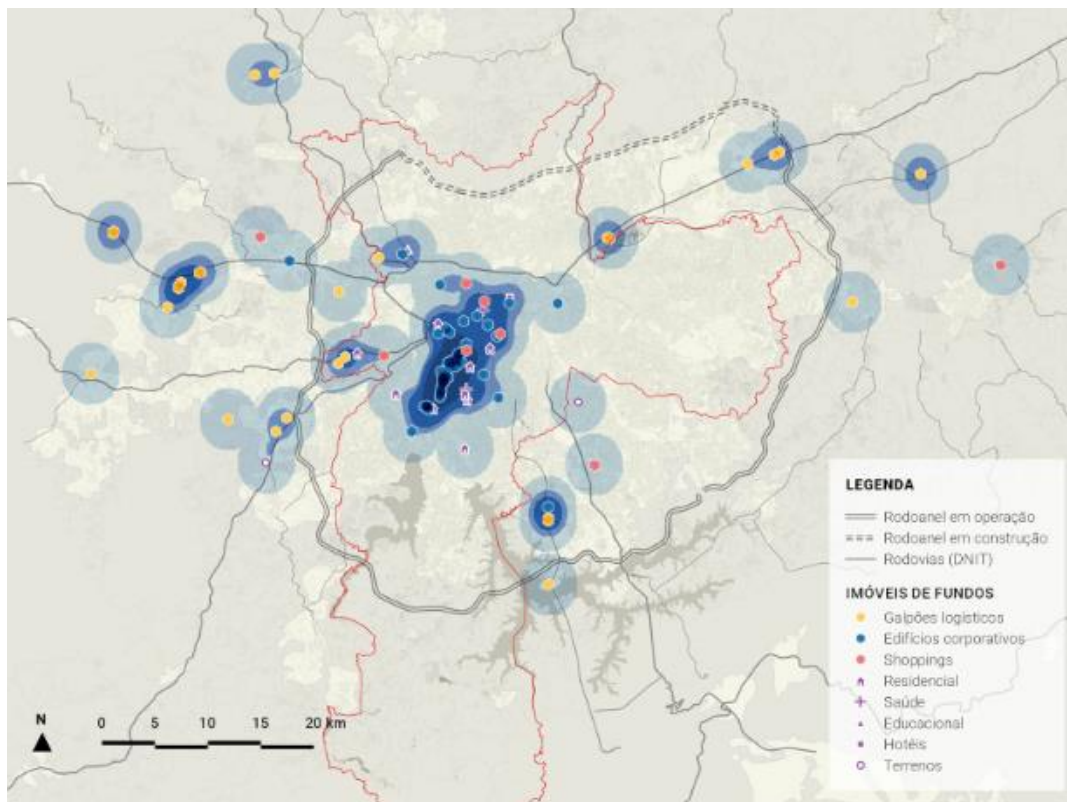 LEGENDA
Rodoanel em operação
Rodoanel em construção
Rodovias (DNIT)
IMÓVEIS DE FUNDOS
Galpões logísticos
Edifícios corporativos
Shoppings
Residencial
Saúde
Educacional
Hotéis
Terrenos
N
0 5 10 15 20 km